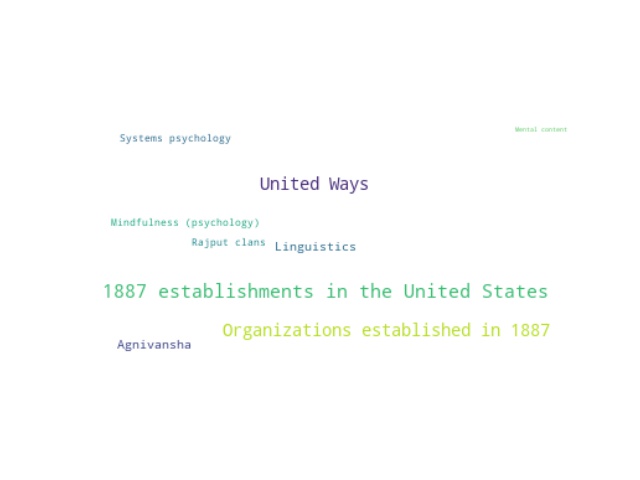 Mental content
Systems psychology
United Ways
Mindfulness (psychology)
Rajput clans
Linguistics
1887 establishments in the United States
Organizations established in 1887
Agnivansha